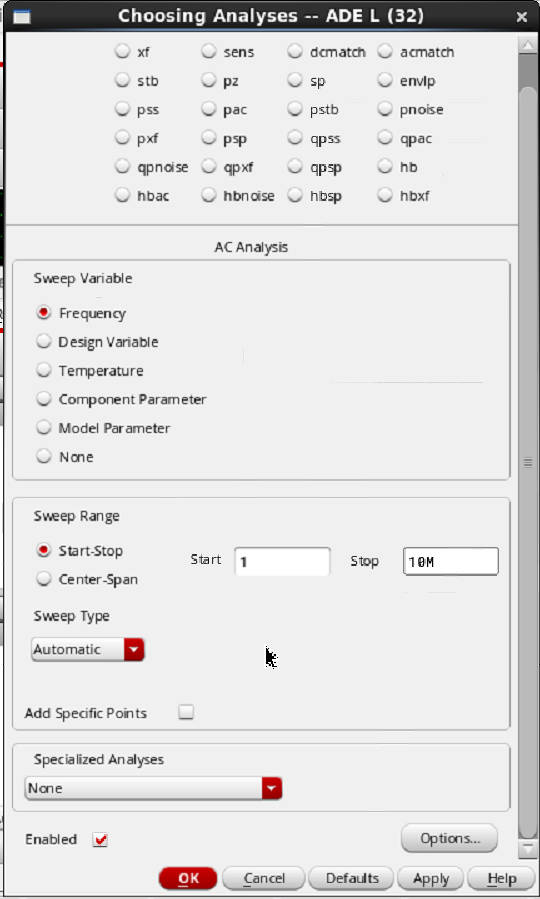 Choosing Analyses -- ADE L (32)
xf sens dcmatch acmatch
stb pz sp envlp
pss pac pstb pnoise
pxf psp qpss qpac
qpnoise qpxf qpsp hb
hbac hbnoise hbsp hbxf
AC Analysis
Sweep Variable
Frequency
Design Variable
Temperature
Component Parameter
Model Parameter
None
Sweep Range
Start-Stop Start 1 Stop 10M
Center-Span
Sweep Type
Automatic
Add Specific Points
Specialized Analyses
None
Enabled Options...
OK Cancel Defaults Apply Help